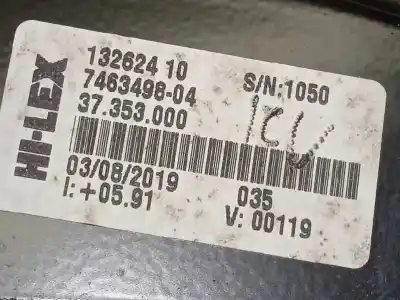 HI-LEX
132624 10 S/N:1050
7463498-04
37.353.000
03/08/2019 035
I: +05.91 V: 00119